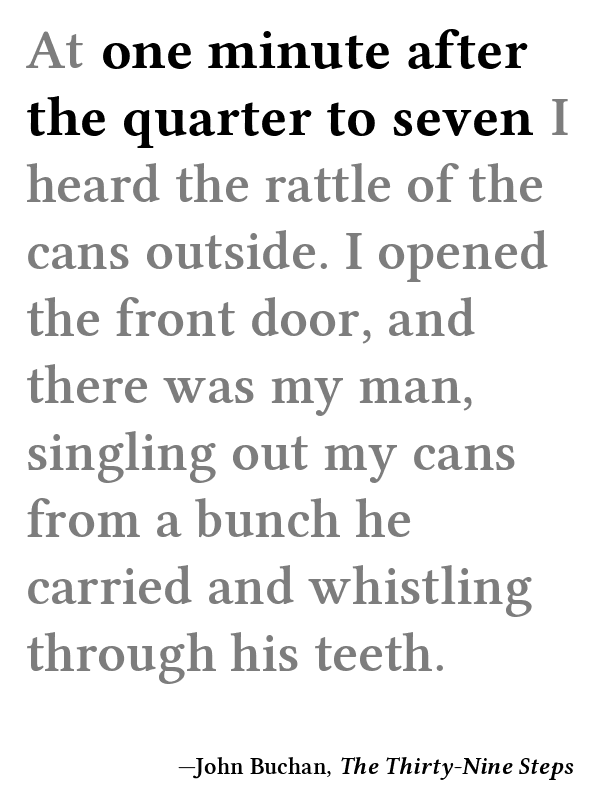 At one minute after
the quarter to seven I
heard the rattle of the
cans outside. I opened
the front door, and
there was my man,
singling out my cans
from a bunch he
carried and whistling
through his teeth.
—John Buchan, The Thirty-Nine Steps